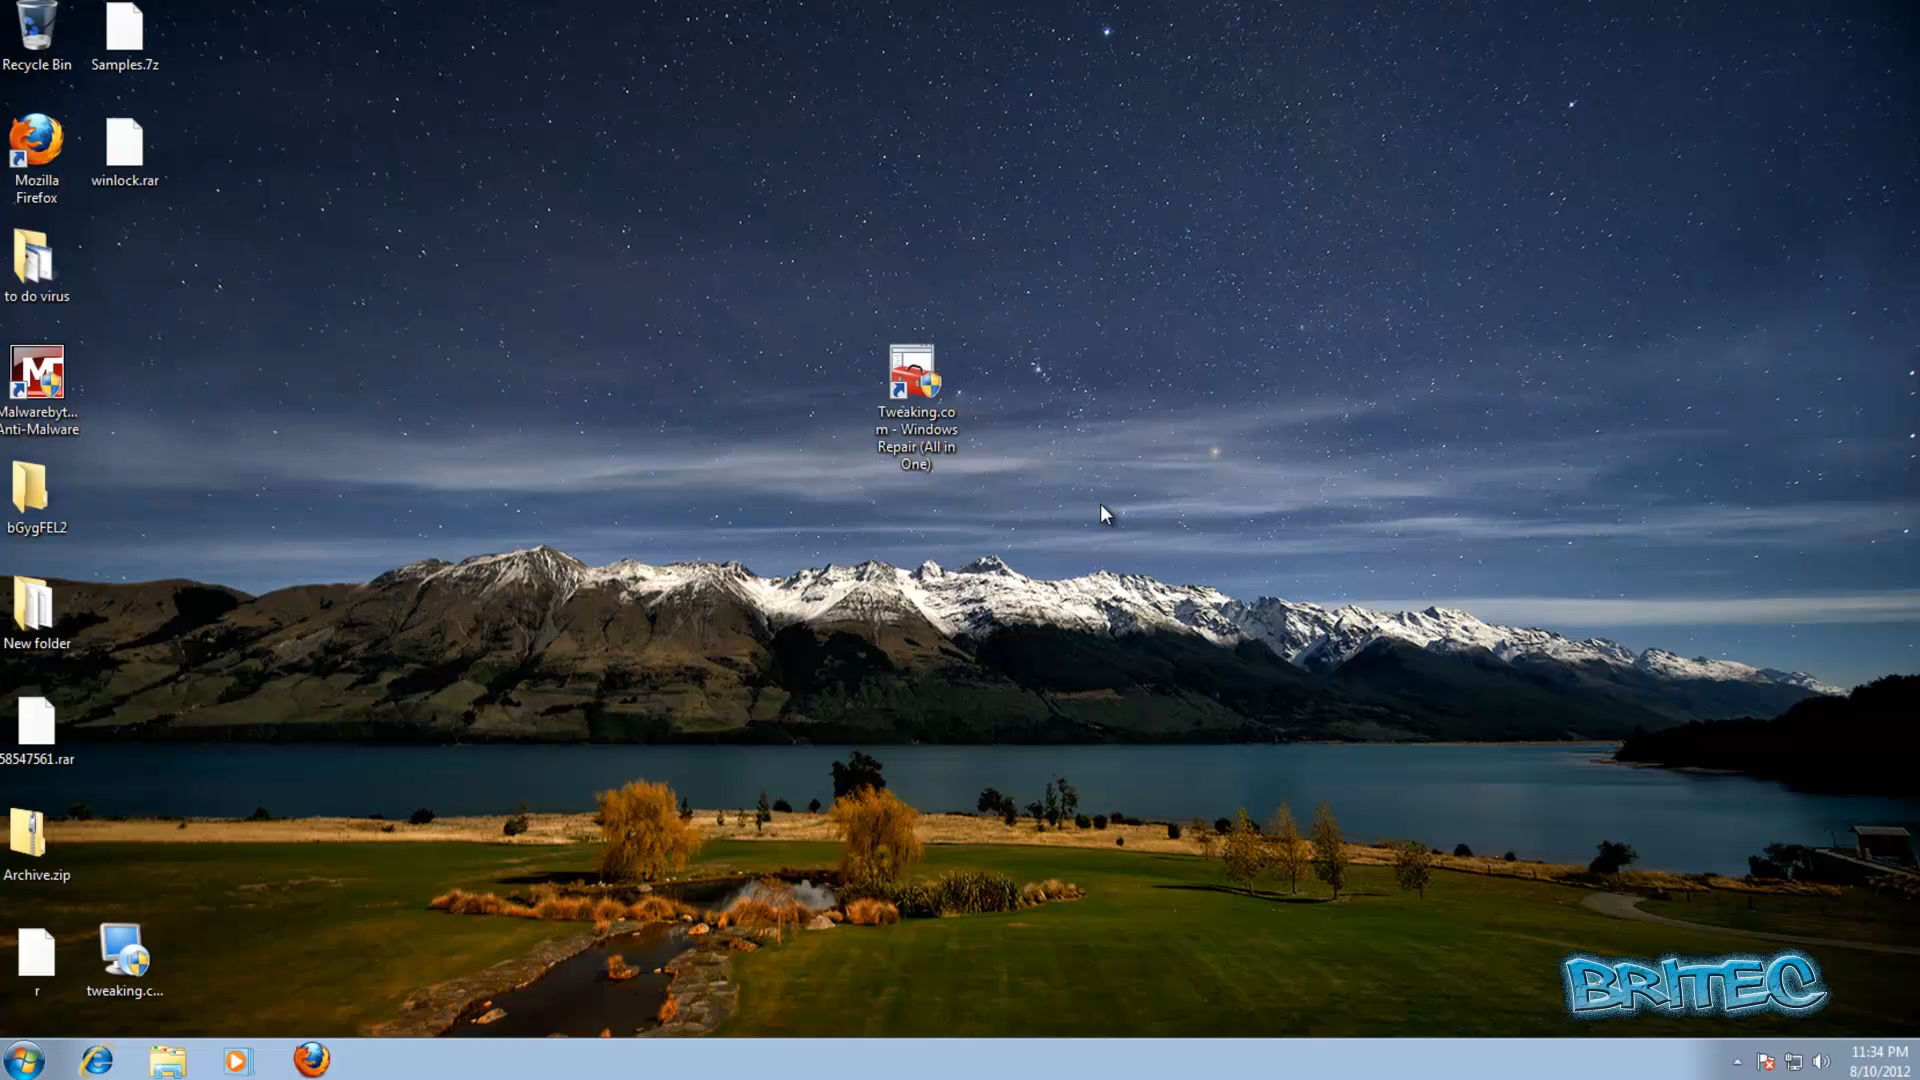 Recycle Bin
Samples.7z
Mozilla
Firefox
winlock.rar
to do virus
Malwarebyt...
Anti-Malware
Tweaking.co
m - Windows
Repair (All in
One)
bGygFEL2
New folder
58547561.rar
Archive.zip
r
tweaking.c...
BRITEC
11:34 PM
8/10/2012